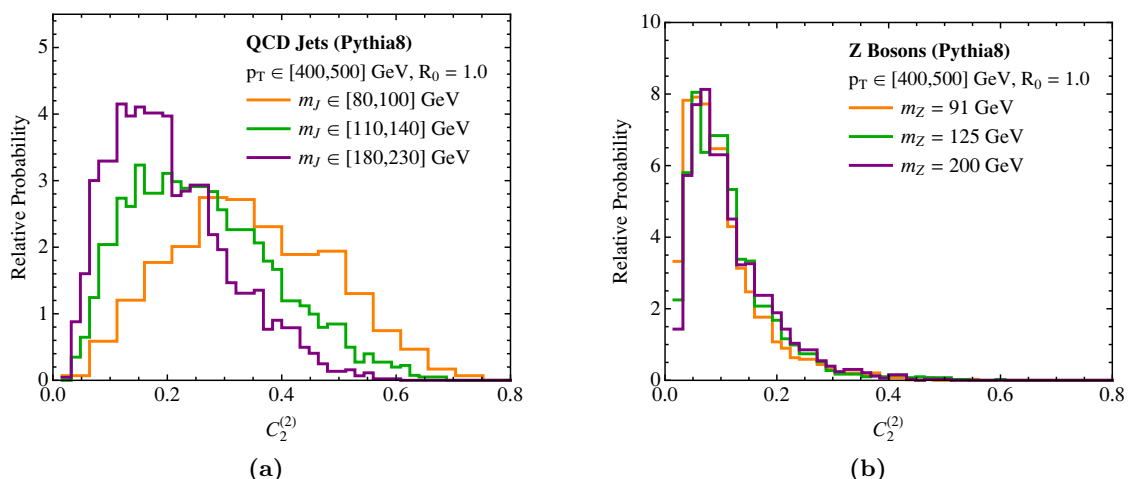 QCD Jets (Pythia8)
p_T ∈ [400,500] GeV, R_0 = 1.0
m_J ∈ [80,100] GeV
m_J ∈ [110,140] GeV
m_J ∈ [180,230] GeV
Relative Probability
5
4
3
2
1
0
0.0 0.2 0.4 0.6 0.8
C_2^{(2)}
(a)
Z Bosons (Pythia8)
p_T ∈ [400,500] GeV, R_0 = 1.0
m_Z = 91 GeV
m_Z = 125 GeV
m_Z = 200 GeV
Relative Probability
10
8
6
4
2
0
0.0 0.2 0.4 0.6 0.8
C_2^{(2)}
(b)